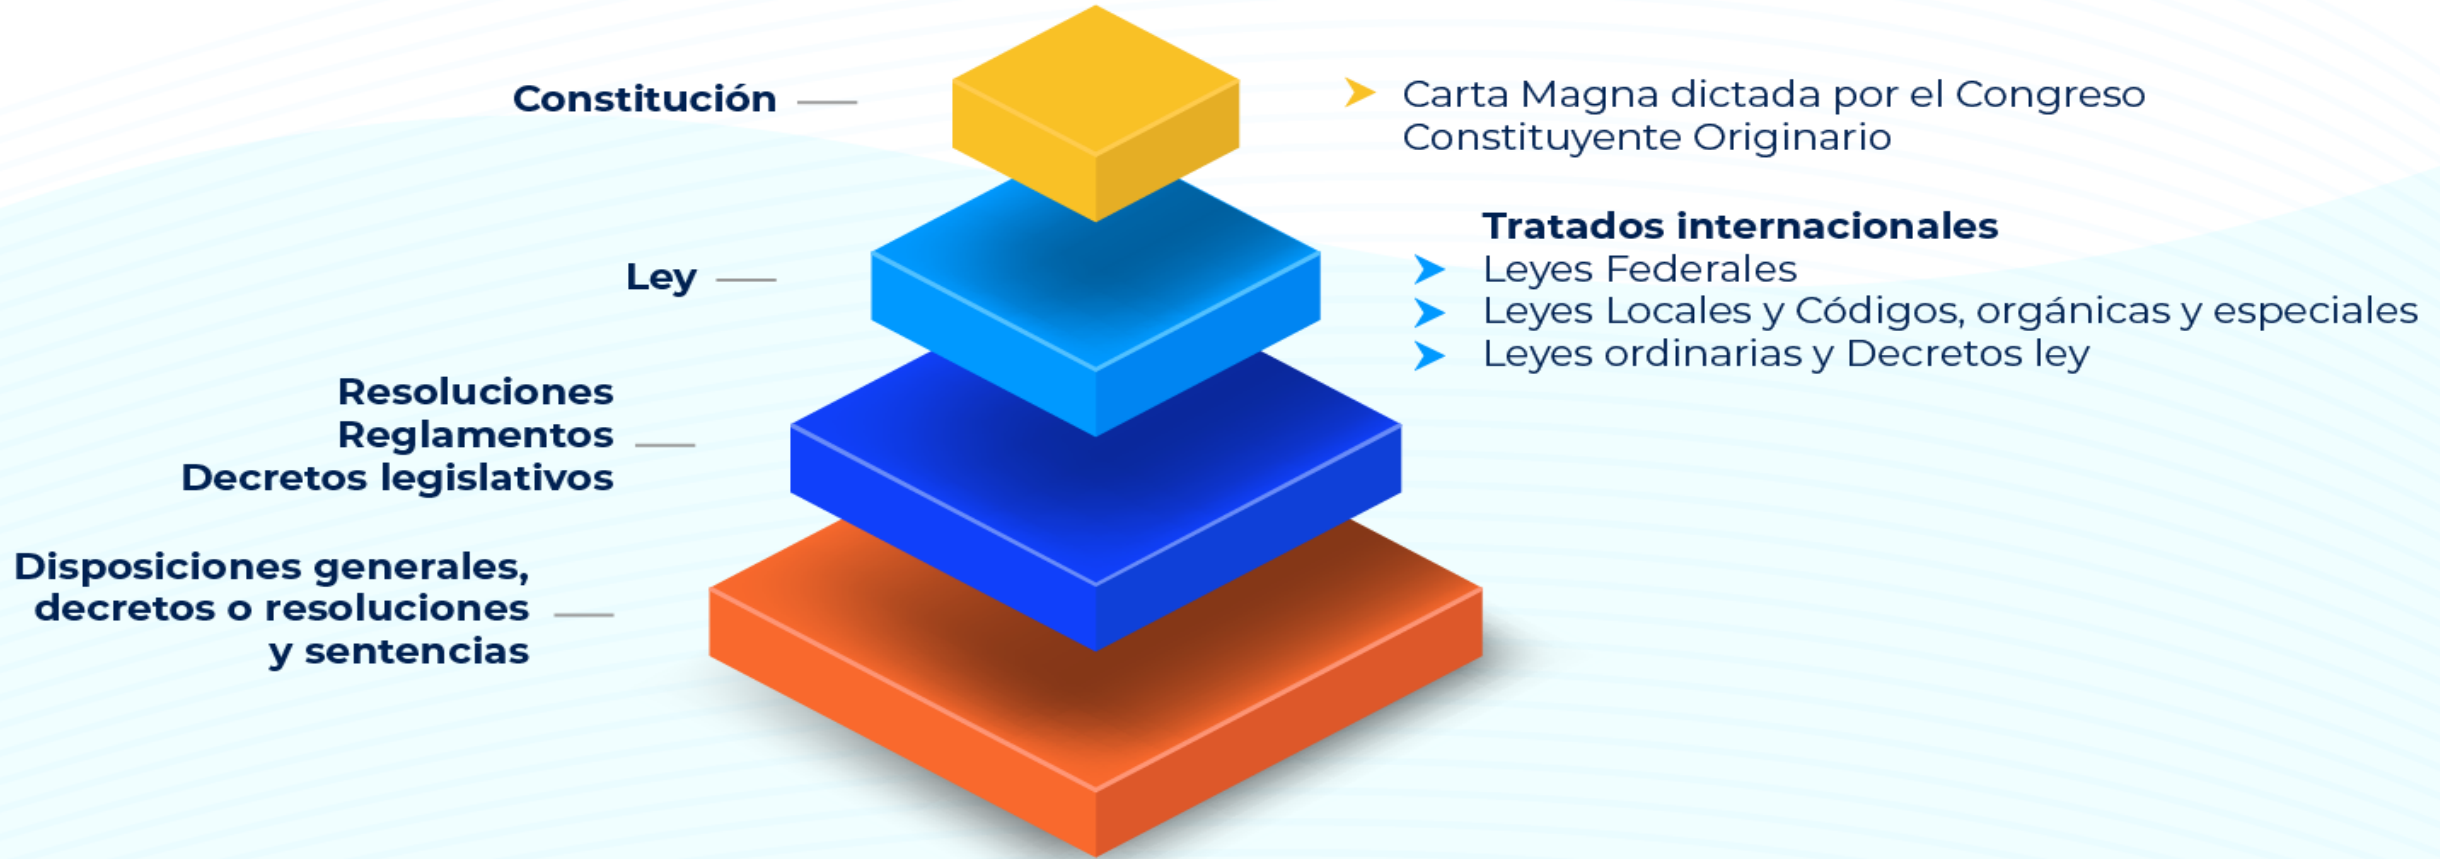 Constitución
Carta Magna dictada por el Congreso
Constituyente Originario
Ley
Tratados internacionales
Leyes Federales
Leyes Locales y Códigos, orgánicas y especiales
Leyes ordinarias y Decretos ley
Resoluciones
Reglamentos
Decretos legislativos
Disposiciones generales,
decretos o resoluciones
y sentencias